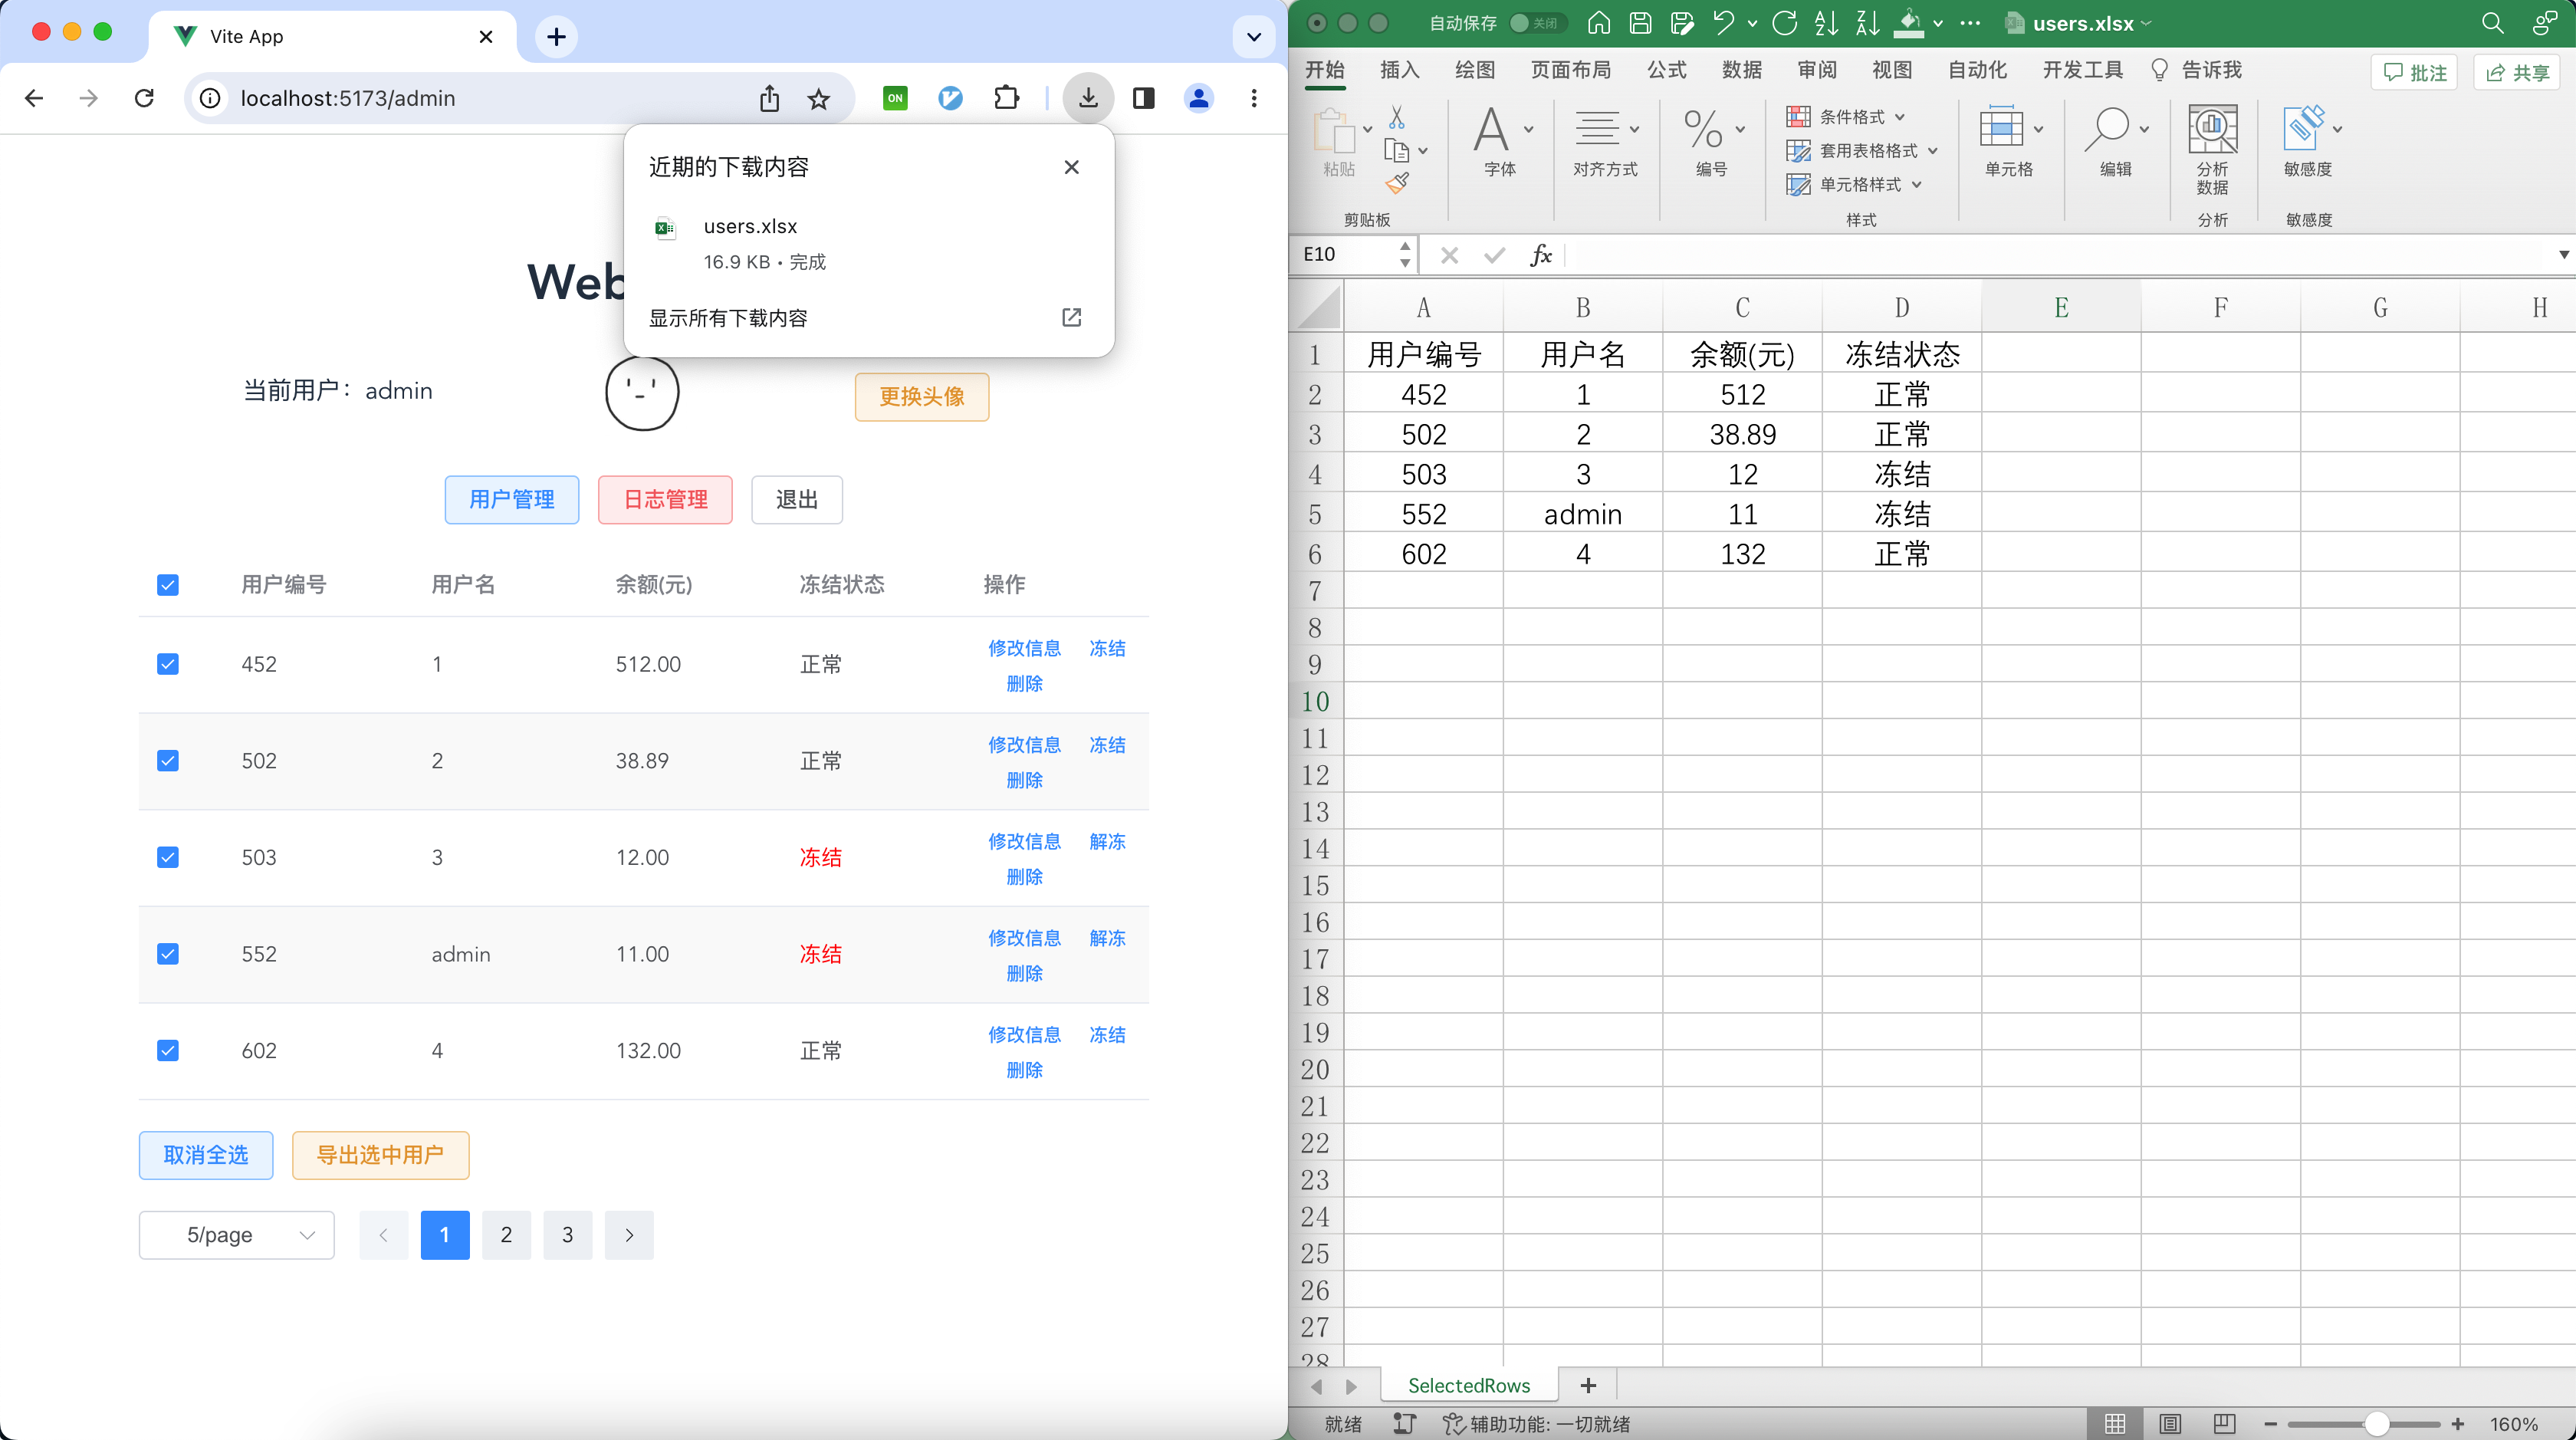 Vite App
localhost:5173/admin
ON
近期的下载内容
users.xlsx
16.9 KB • 完成
显示所有下载内容
Web
当前用户：admin
更换头像
用户管理 日志管理 退出
用户编号 用户名 余额(元) 冻结状态 操作
452 1 512.00 正常 修改信息 冻结
删除
502 2 38.89 正常 修改信息 冻结
删除
503 3 12.00 冻结 修改信息 解冻
删除
552 admin 11.00 冻结 修改信息 解冻
删除
602 4 132.00 正常 修改信息 冻结
删除
取消全选 导出选中用户
5/page 1 2 3
自动保存 关闭 users.xlsx
开始 插入 绘图 页面布局 公式 数据 审阅 视图 自动化 开发工具 告诉我 批注 共享
粘贴 字体 对齐方式 编号 条件格式 套用表格格式 单元格样式 单元格 编辑 分析数据 敏感度
剪贴板 样式 分析 敏感度
E10 fx
A B C D E F G H
1 用户编号 用户名 余额(元) 冻结状态
2 452 1 512 正常
3 502 2 38.89 正常
4 503 3 12 冻结
5 552 admin 11 冻结
6 602 4 132 正常
7
8
9
10
11
12
13
14
15
16
17
18
19
20
21
22
23
24
25
26
27
28
SelectedRows
就绪 辅助功能: 一切就绪 160%